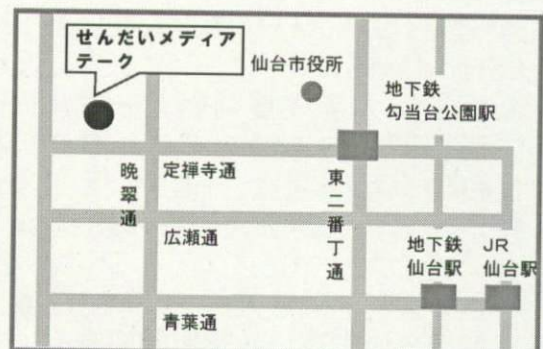 せんだいメディア
テーク
仙台市役所
地下鉄
勾当台公園駅
晩翠通
定禅寺通
東二番丁通
広瀬通
地下鉄
仙台駅
JR
仙台駅
青葉通